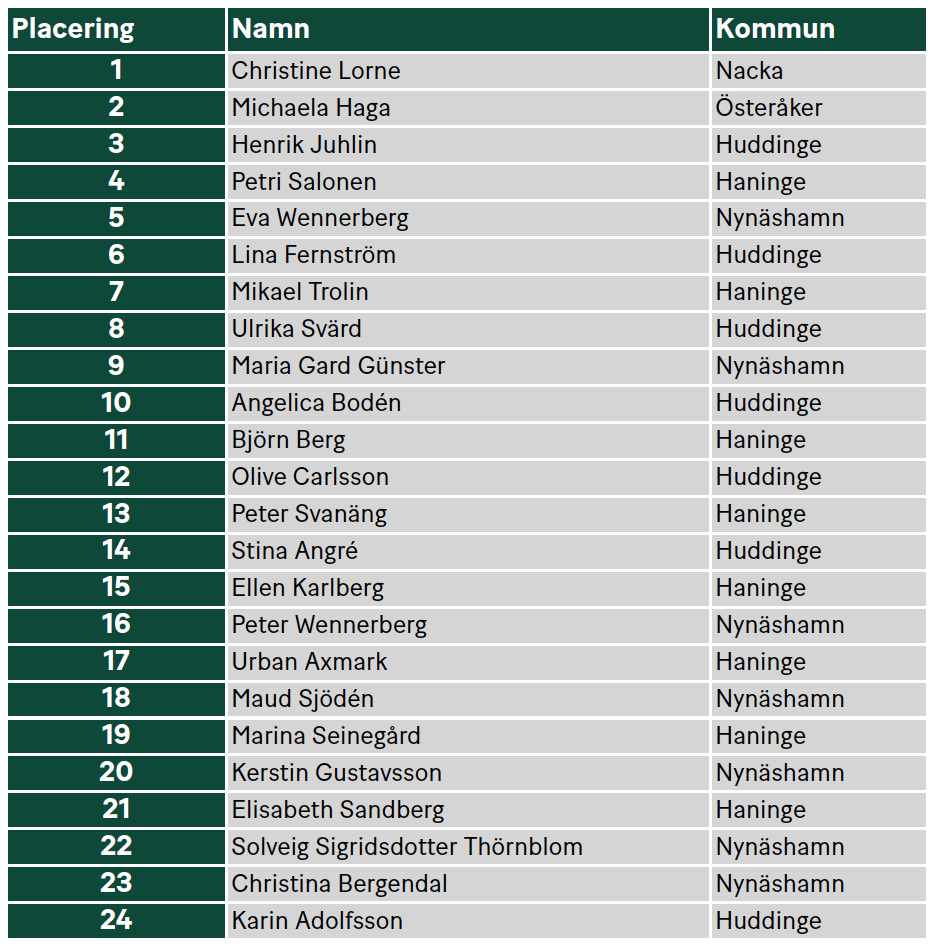 Placering Namn Kommun
1 Christine Lorne Nacka
2 Michaela Haga Österåker
3 Henrik Juhlin Huddinge
4 Petri Salonen Haninge
5 Eva Wennerberg Nynäshamn
6 Lina Fernström Huddinge
7 Mikael Trolin Haninge
8 Ulrika Svärd Huddinge
9 Maria Gard Günster Nynäshamn
10 Angelica Bodén Huddinge
11 Björn Berg Haninge
12 Olive Carlsson Huddinge
13 Peter Svanäng Haninge
14 Stina Angré Huddinge
15 Ellen Karlberg Haninge
16 Peter Wennerberg Nynäshamn
17 Urban Axmark Haninge
18 Maud Sjödén Nynäshamn
19 Marina Seinegård Haninge
20 Kerstin Gustavsson Nynäshamn
21 Elisabeth Sandberg Haninge
22 Solveig Sigridsdotter Thörnblom Nynäshamn
23 Christina Bergendal Nynäshamn
24 Karin Adolfsson Huddinge